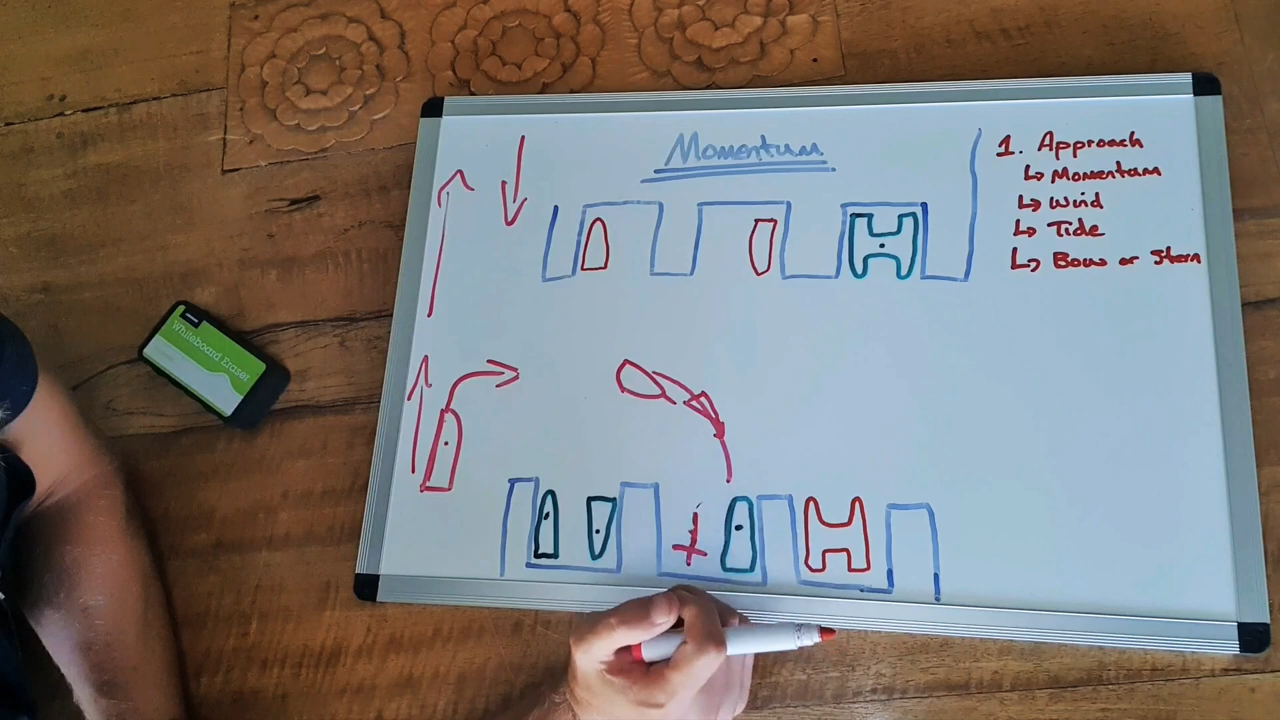 Momentum
1. Approach
↳ Momentum
↳ Wind
↳ Tide
↳ Bow or Stern
Whiteboard Eraser